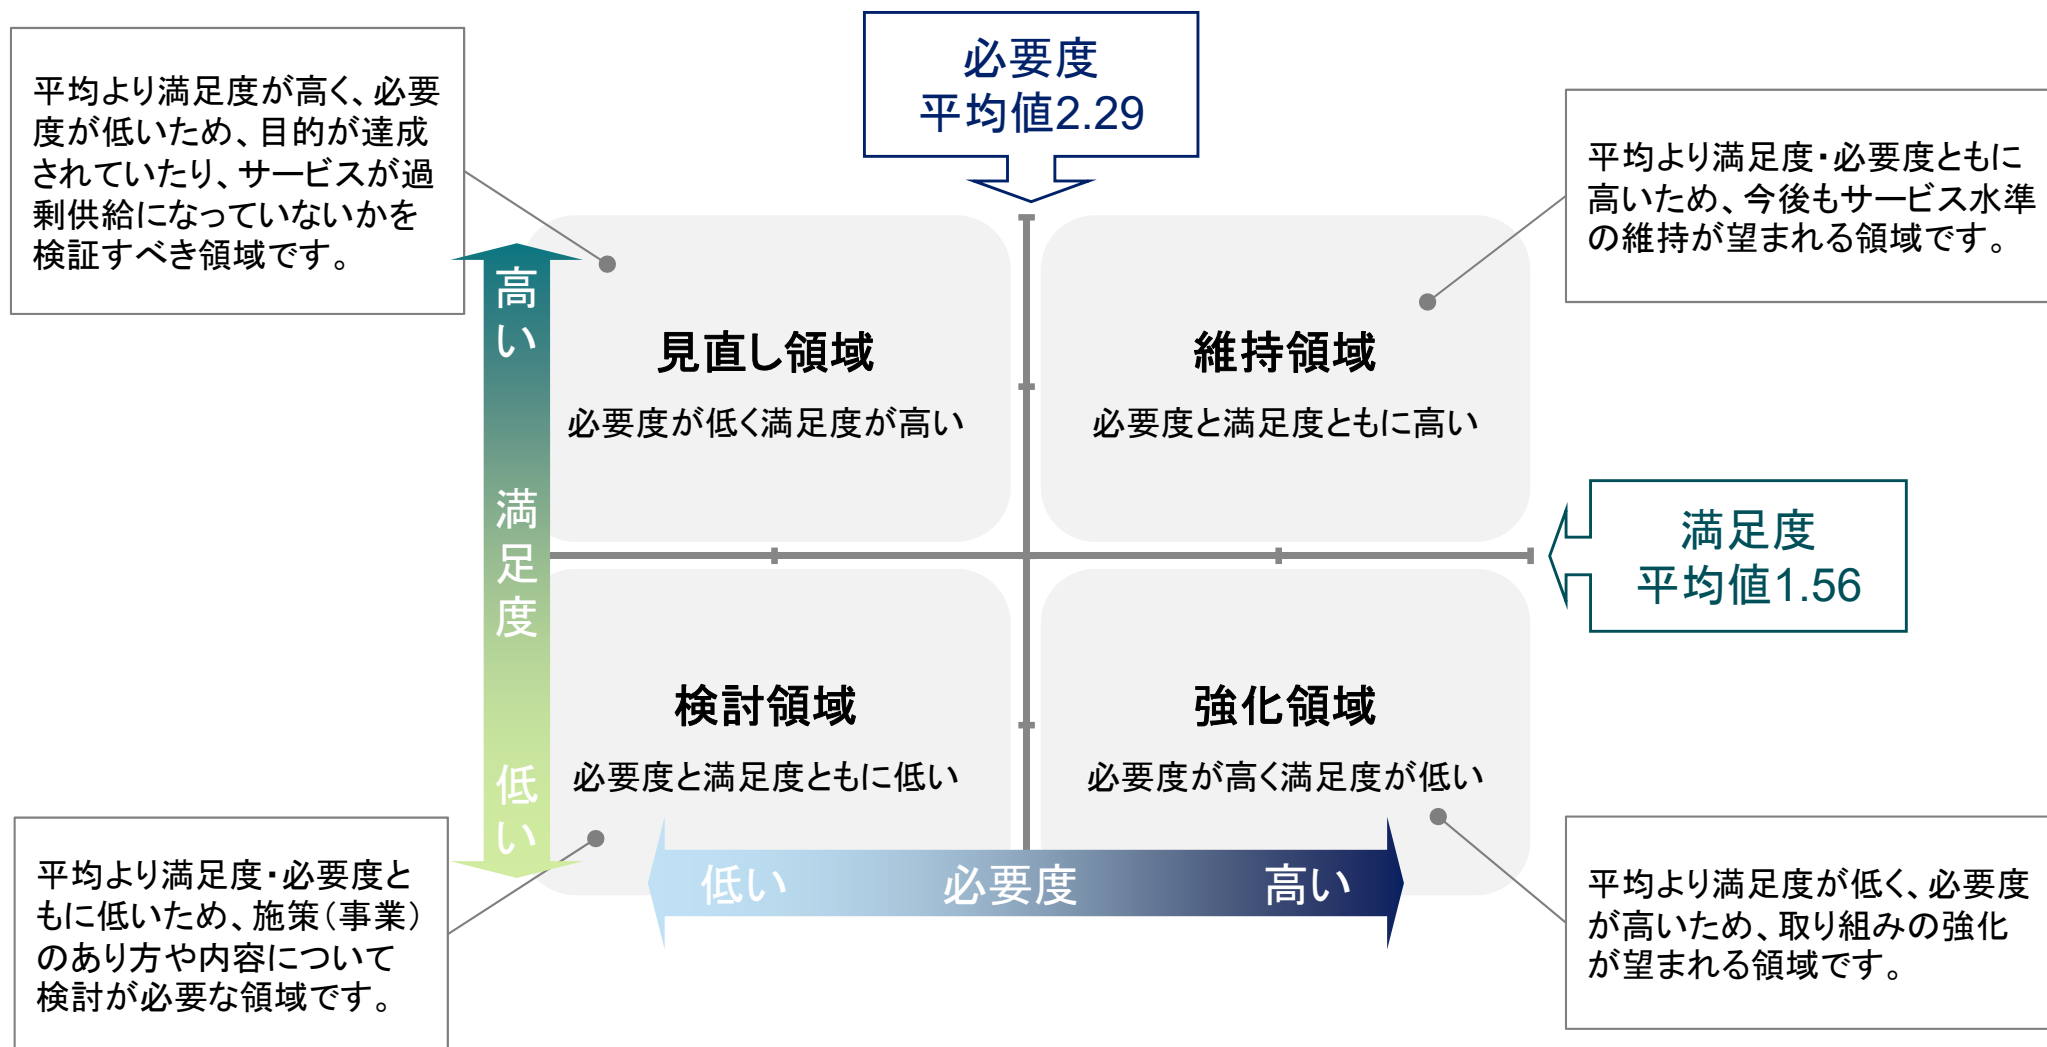 必要度
平均値2.29
平均より満足度が高く、必要
度が低いため、目的が達成
されていたり、サービスが過
剰供給になっていないかを
検証すべき領域です。
平均より満足度・必要度ともに
高いため、今後もサービス水準
の維持が望まれる領域です。
高い
満足度
低い
見直し領域
必要度が低く満足度が高い
維持領域
必要度と満足度ともに高い
満足度
平均値1.56
検討領域
必要度と満足度ともに低い
強化領域
必要度が高く満足度が低い
低い 必要度 高い
平均より満足度・必要度と
もに低いため、施策(事業)
のあり方や内容について
検討が必要な領域です。
平均より満足度が低く、必要度
が高いため、取り組みの強化
が望まれる領域です。